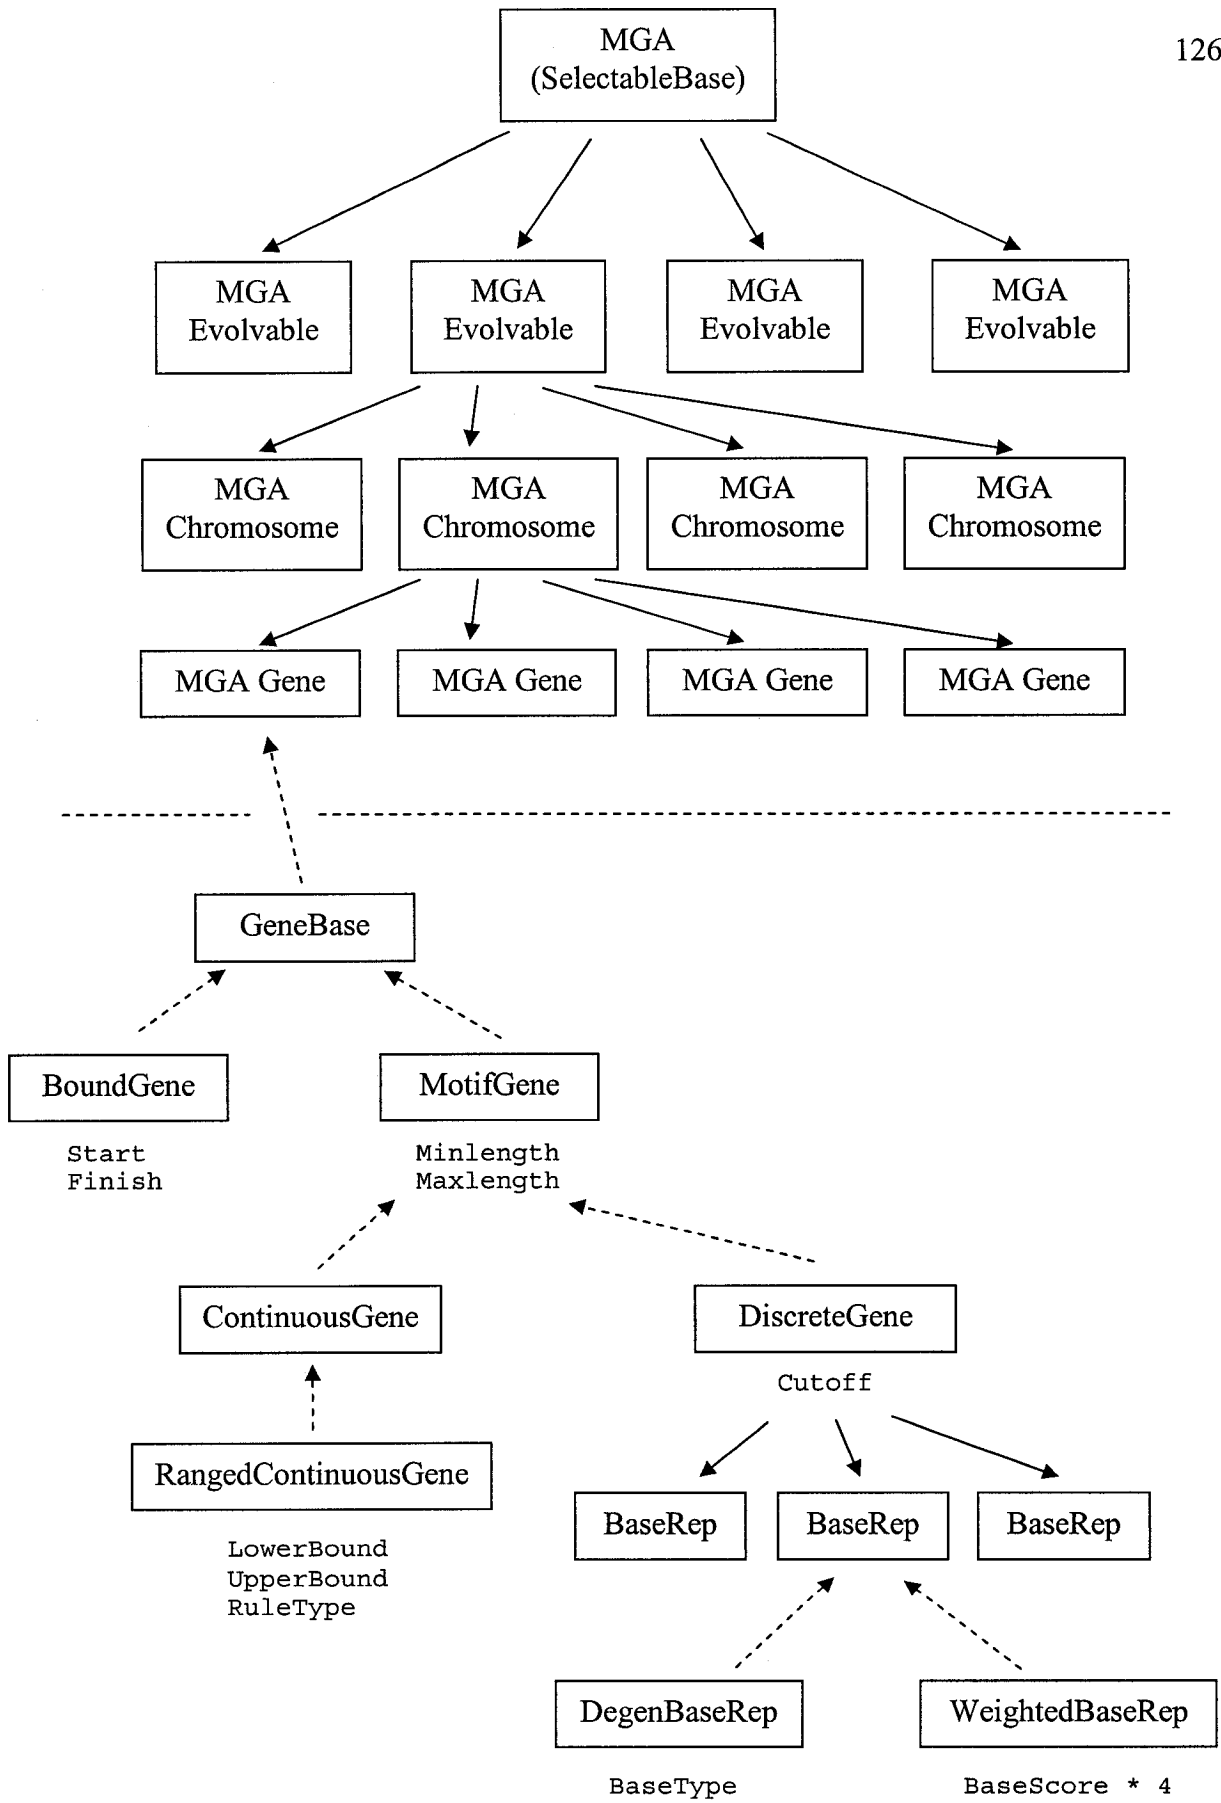 126
MGA
(SelectableBase)
MGA
Evolvable
MGA
Evolvable
MGA
Evolvable
MGA
Evolvable
MGA
Chromosome
MGA
Chromosome
MGA
Chromosome
MGA
Chromosome
MGA Gene
MGA Gene
MGA Gene
MGA Gene
GeneBase
BoundGene
Start
Finish
MotifGene
Minlength
Maxlength
ContinuousGene
DiscreteGene
Cutoff
RangedContinuousGene
LowerBound
UpperBound
RuleType
BaseRep
BaseRep
BaseRep
DegenBaseRep
WeightedBaseRep
BaseType
BaseScore * 4